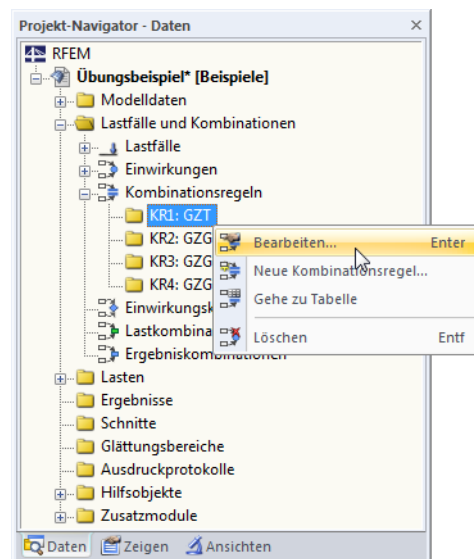 Projekt-Navigator - Daten
RFEM
Übungsbeispiel* [Beispiele]
Modelldaten
Lastfälle und Kombinationen
Lastfälle
Einwirkungen
Kombinationsregeln
KR1: GZT
KR2: GZG
KR3: GZG
KR4: GZG
Bearbeiten... Enter
Neue Kombinationsregel...
Gehe zu Tabelle
Löschen Entf
Einwirkungsk
Lastkombina
Ergebniskombinationen
Lasten
Ergebnisse
Schnitte
Glättungsbereiche
Ausdruckprotokolle
Hilfsobjekte
Zusatzmodule
Daten Zeigen Ansichten